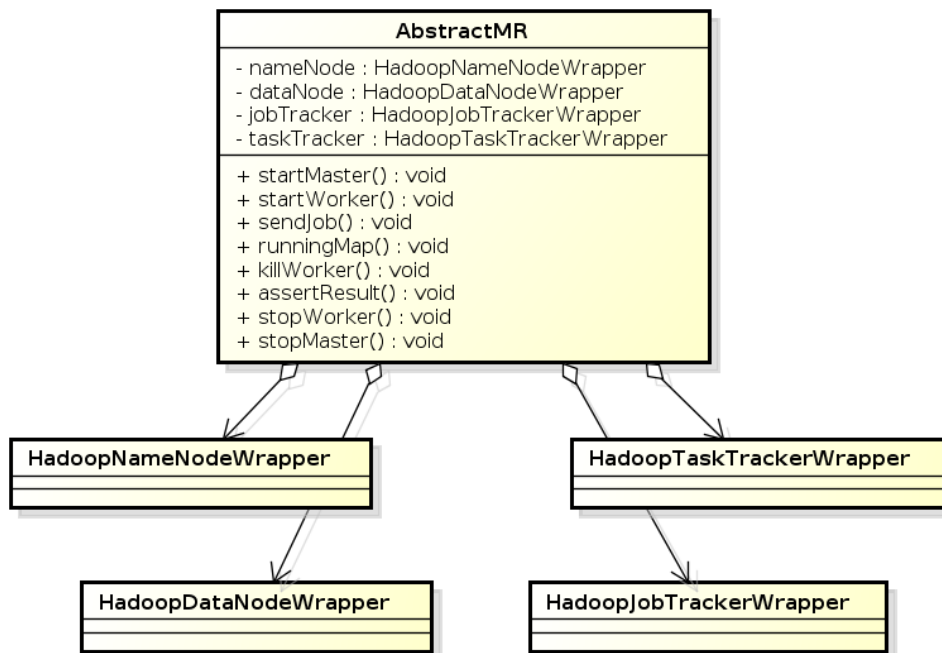 AbstractMR
- nameNode : HadoopNameNodeWrapper
- dataNode : HadoopDataNodeWrapper
- jobTracker : HadoopJobTrackerWrapper
- taskTracker : HadoopTaskTrackerWrapper
+ startMaster() : void
+ startWorker() : void
+ sendJob() : void
+ runningMap() : void
+ killWorker() : void
+ assertResult() : void
+ stopWorker() : void
+ stopMaster() : void
HadoopNameNodeWrapper
HadoopTaskTrackerWrapper
HadoopDataNodeWrapper
HadoopJobTrackerWrapper